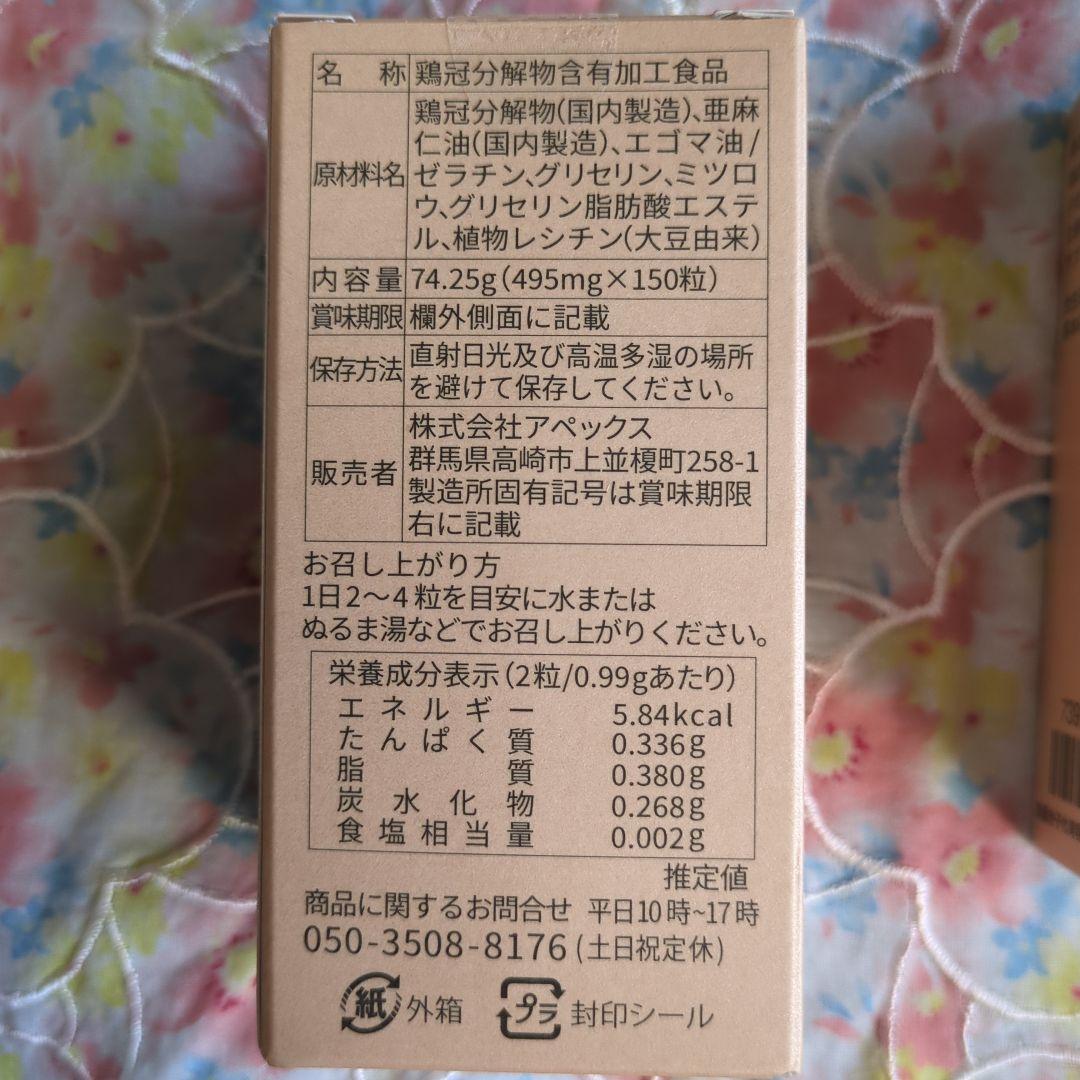 名称 鶏冠分解物含有加工食品
原材料名 鶏冠分解物(国内製造)、亜麻
仁油(国内製造)、エゴマ油/
ゼラチン、グリセリン、ミツロ
ウ、グリセリン脂肪酸エステ
ル、植物レシチン(大豆由来)
内容量 74.25g(495mg×150粒)
賞味期限 欄外側面に記載
保存方法 直射日光及び高温多湿の場所
を避けて保存してください。
販売者 株式会社アペックス
群馬県高崎市上並榎町258-1
製造所固有記号は賞味期限
右に記載
お召し上がり方
1日2〜4粒を目安に水または
ぬるま湯などでお召し上がりください。
栄養成分表示(2粒/0.99gあたり)
エネルギー 5.84kcal
たんぱく質 0.336g
脂質 0.380g
炭水化物 0.268g
食塩相当量 0.002g
推定値
商品に関するお問合せ 平日10時~17時
050-3508-8176(土日祝定休)
紙 外箱 プラ 封印シール